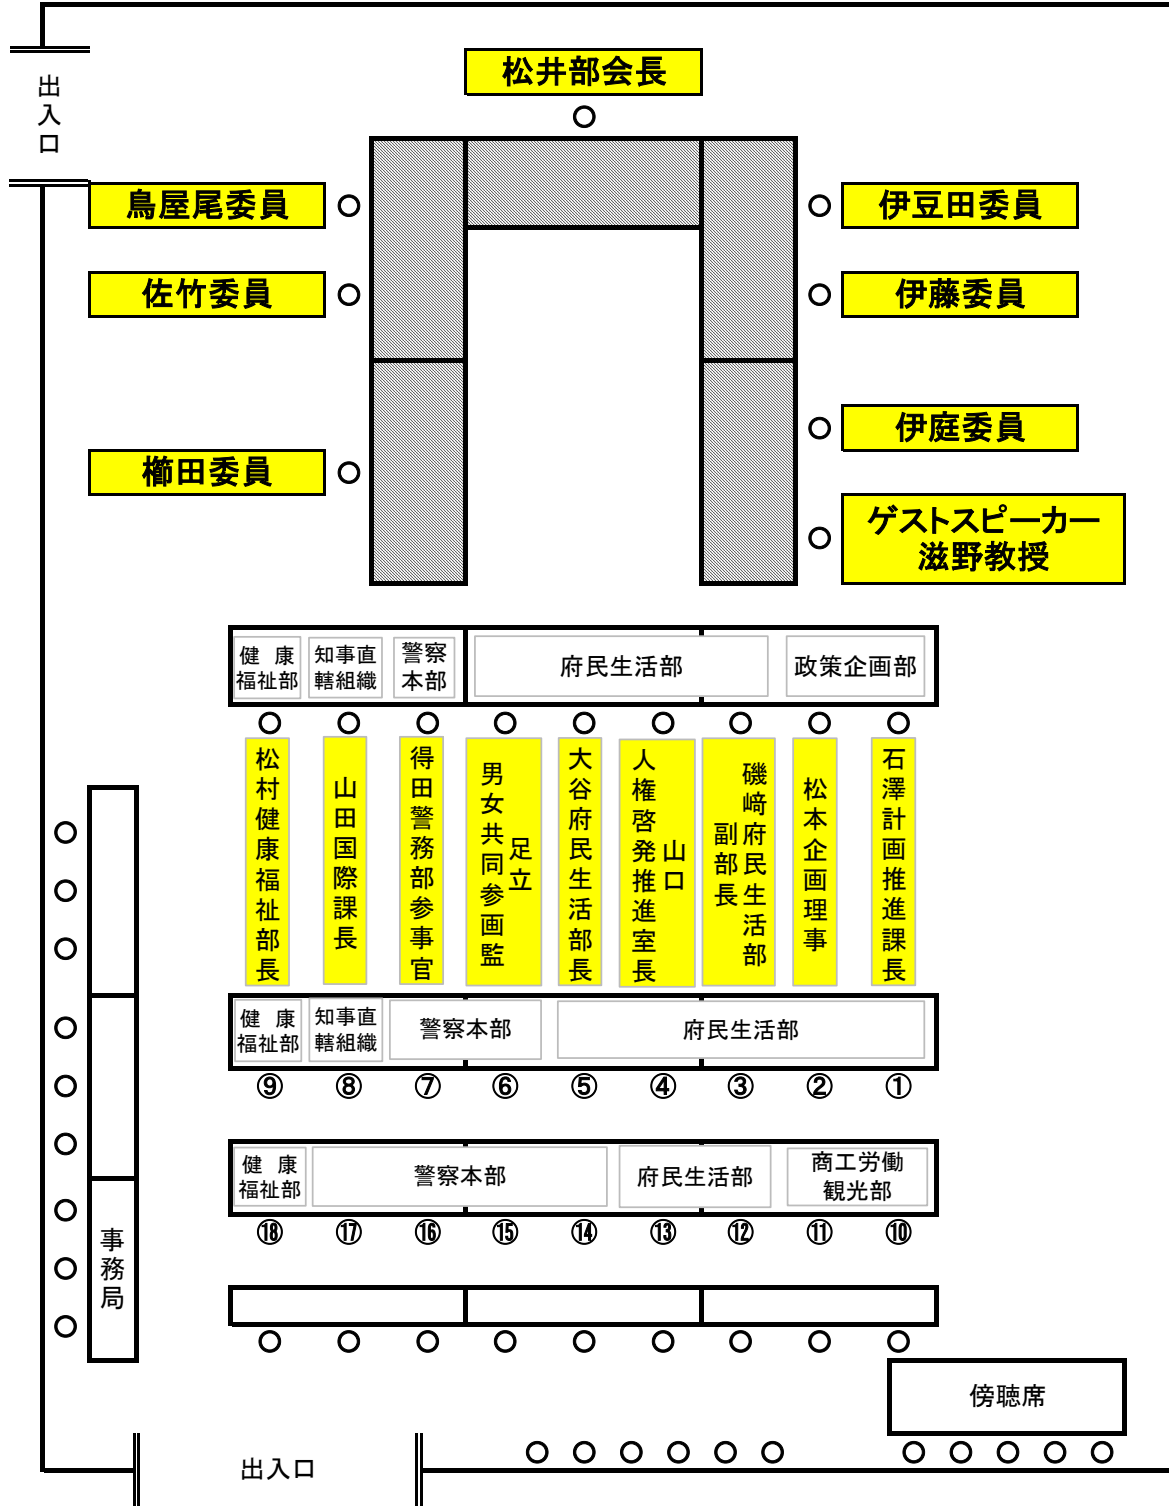 出入口
松井部会長
鳥屋尾委員
伊豆田委員
佐竹委員
伊藤委員
伊庭委員
櫛田委員
ゲストスピーカー
滋野教授
健 康
福祉部
知事直
轄組織
警察
本部
府民生活部
政策企画部
松村健康福祉部長
山田国際課長
得田警務部参事官
足立
男女共同参画監
大谷府民生活部長
山口
人権啓発推進室長
磯﨑府民生活部
副部長
松本企画理事
石澤計画推進課長
健 康
福祉部
知事直
轄組織
警察本部
府民生活部
⑨ ⑧ ⑦ ⑥ ⑤ ④ ③ ② ①
健 康
福祉部
警察本部
府民生活部
商工労働
観光部
⑱ ⑰ ⑯ ⑮ ⑭ ⑬ ⑫ ⑪ ⑩
事務局
傍聴席
出入口